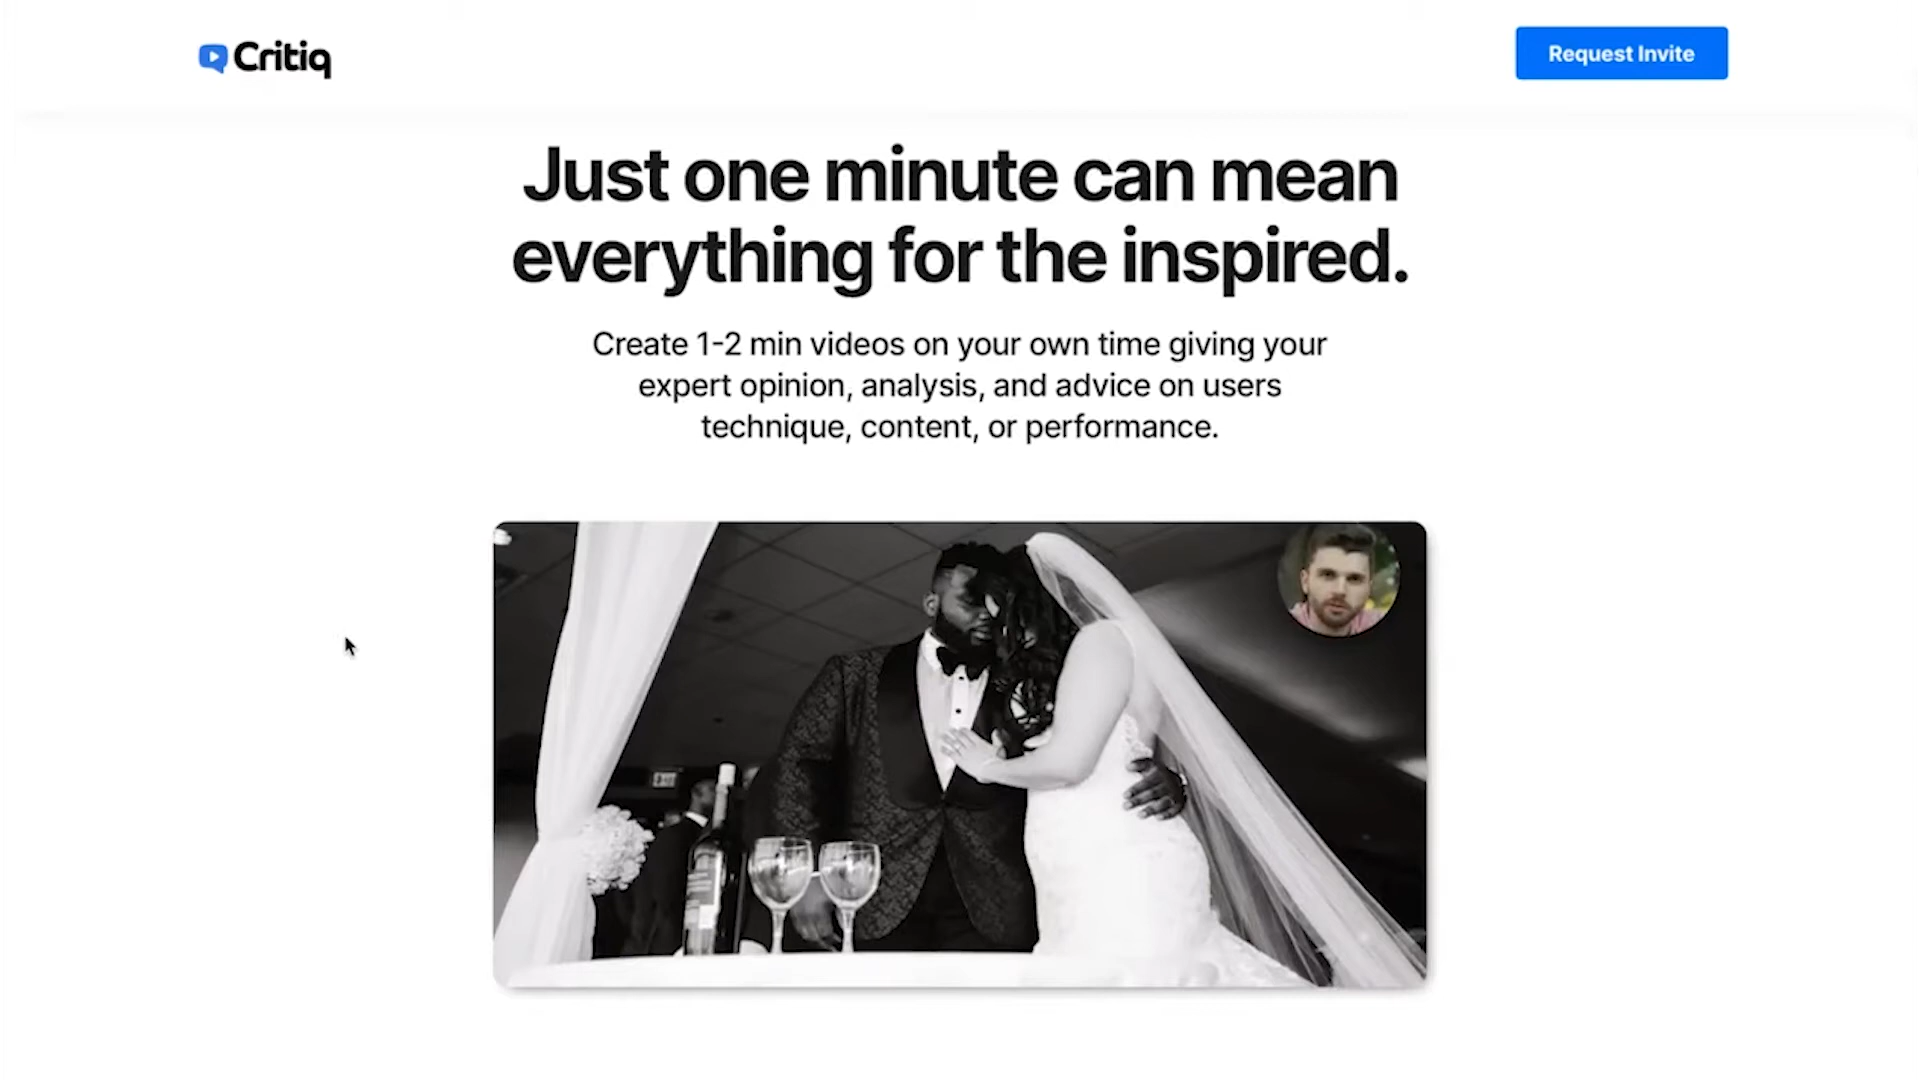 Critiq
Request Invite
Just one minute can mean
everything for the inspired.
Create 1-2 min videos on your own time giving your
expert opinion, analysis, and advice on users
technique, content, or performance.
EXIT